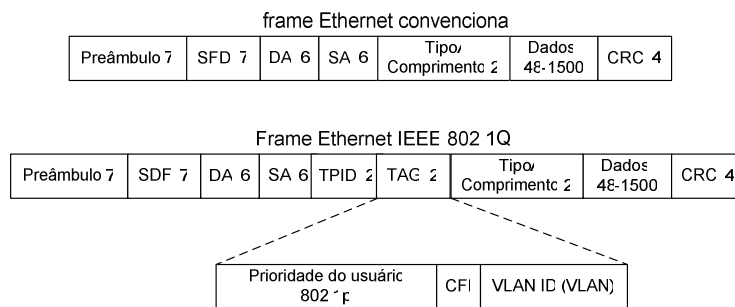 frame Ethernet convenciona
Preâmbulo 7 SFD 7 DA 6 SA 6 Tipo/ Comprimento 2 Dados 48-1500 CRC 4
Frame Ethernet IEEE 802 1Q
Preâmbulo 7 SDF 7 DA 6 SA 6 TPID 2 TAG 2 Tipo/ Comprimento 2 Dados 48-1500 CRC 4
Prioridade do usuário 802 1p CFI VLAN ID (VLAN)